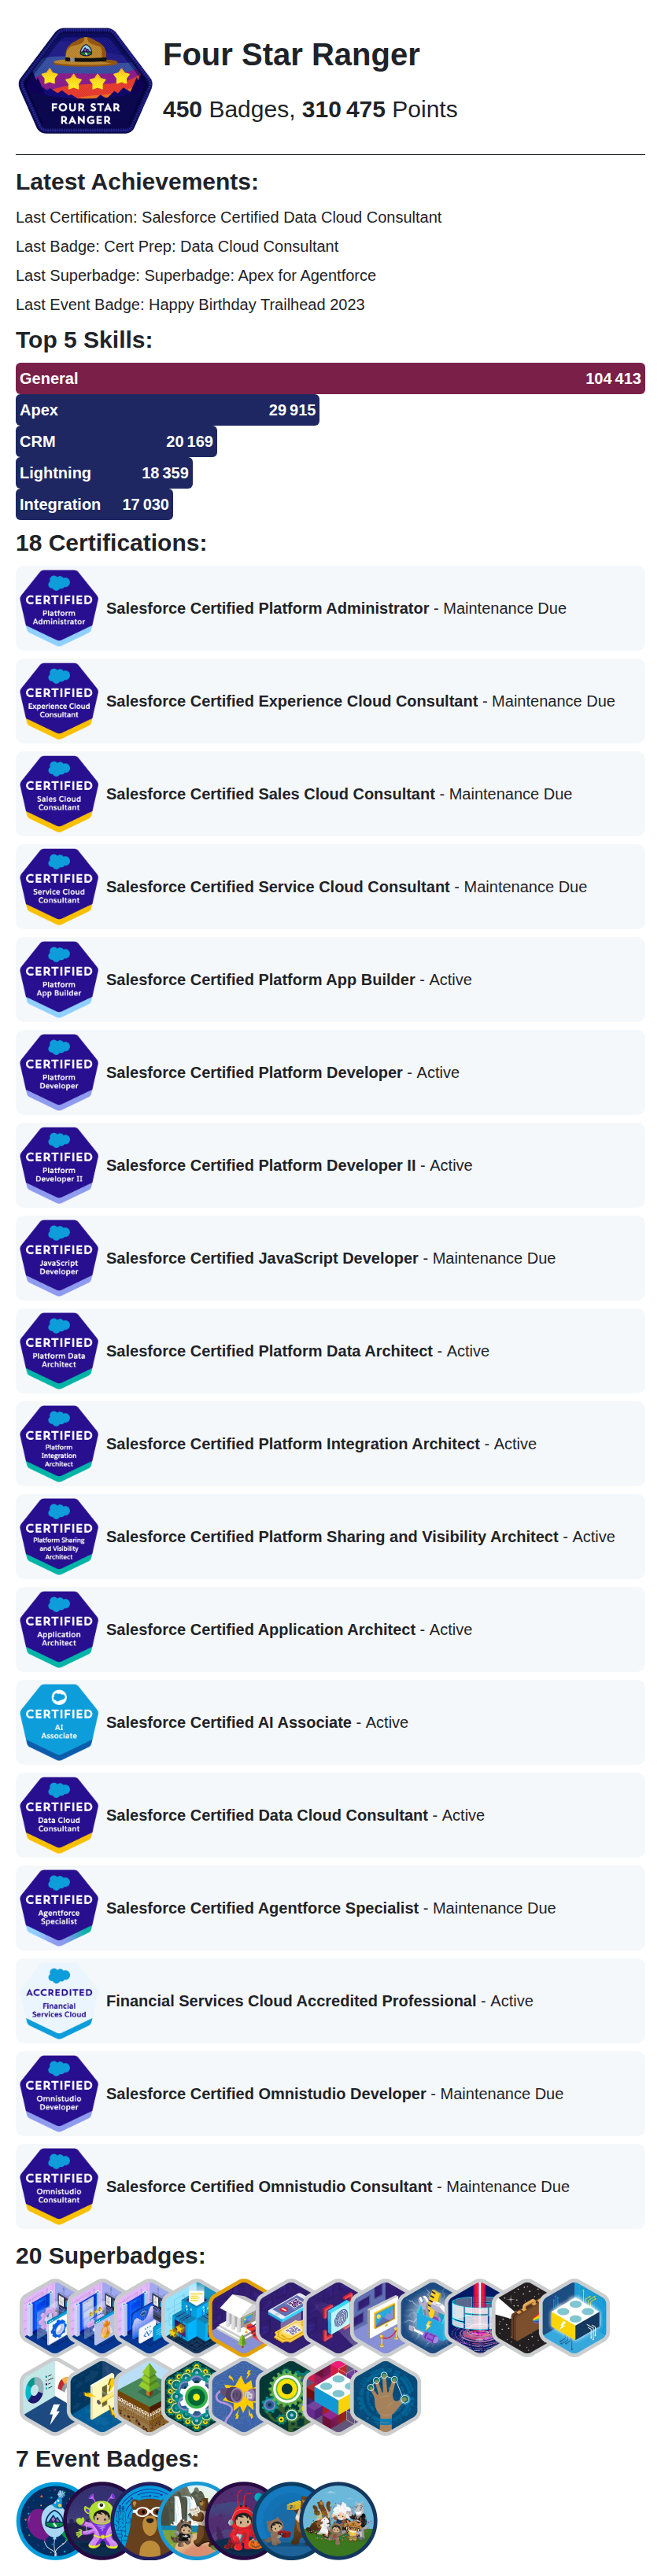 FOUR STAR
RANGER
Four Star Ranger
450 Badges, 310 475 Points
Latest Achievements:
Last Certification: Salesforce Certified Data Cloud Consultant
Last Badge: Cert Prep: Data Cloud Consultant
Last Superbadge: Superbadge: Apex for Agentforce
Last Event Badge: Happy Birthday Trailhead 2023
Top 5 Skills:
General 104 413
Apex 29 915
CRM 20 169
Lightning 18 359
Integration 17 030
18 Certifications:
CERTIFIED
Platform
Administrator
Salesforce Certified Platform Administrator - Maintenance Due
CERTIFIED
Experience Cloud
Consultant
Salesforce Certified Experience Cloud Consultant - Maintenance Due
CERTIFIED
Sales Cloud
Consultant
Salesforce Certified Sales Cloud Consultant - Maintenance Due
CERTIFIED
Service Cloud
Consultant
Salesforce Certified Service Cloud Consultant - Maintenance Due
CERTIFIED
Platform
App Builder
Salesforce Certified Platform App Builder - Active
CERTIFIED
Platform
Developer
Salesforce Certified Platform Developer - Active
CERTIFIED
Platform
Developer II
Salesforce Certified Platform Developer II - Active
CERTIFIED
JavaScript
Developer
Salesforce Certified JavaScript Developer - Maintenance Due
CERTIFIED
Platform Data
Architect
Salesforce Certified Platform Data Architect - Active
CERTIFIED
Platform
Integration
Architect
Salesforce Certified Platform Integration Architect - Active
CERTIFIED
Platform Sharing
and Visibility
Architect
Salesforce Certified Platform Sharing and Visibility Architect - Active
CERTIFIED
Application
Architect
Salesforce Certified Application Architect - Active
CERTIFIED
AI
Associate
Salesforce Certified AI Associate - Active
CERTIFIED
Data Cloud
Consultant
Salesforce Certified Data Cloud Consultant - Active
CERTIFIED
Agentforce
Specialist
Salesforce Certified Agentforce Specialist - Maintenance Due
ACCREDITED
Financial
Services Cloud
Financial Services Cloud Accredited Professional - Active
CERTIFIED
Omnistudio
Developer
Salesforce Certified Omnistudio Developer - Maintenance Due
CERTIFIED
Omnistudio
Consultant
Salesforce Certified Omnistudio Consultant - Maintenance Due
20 Superbadges:
7 Event Badges: